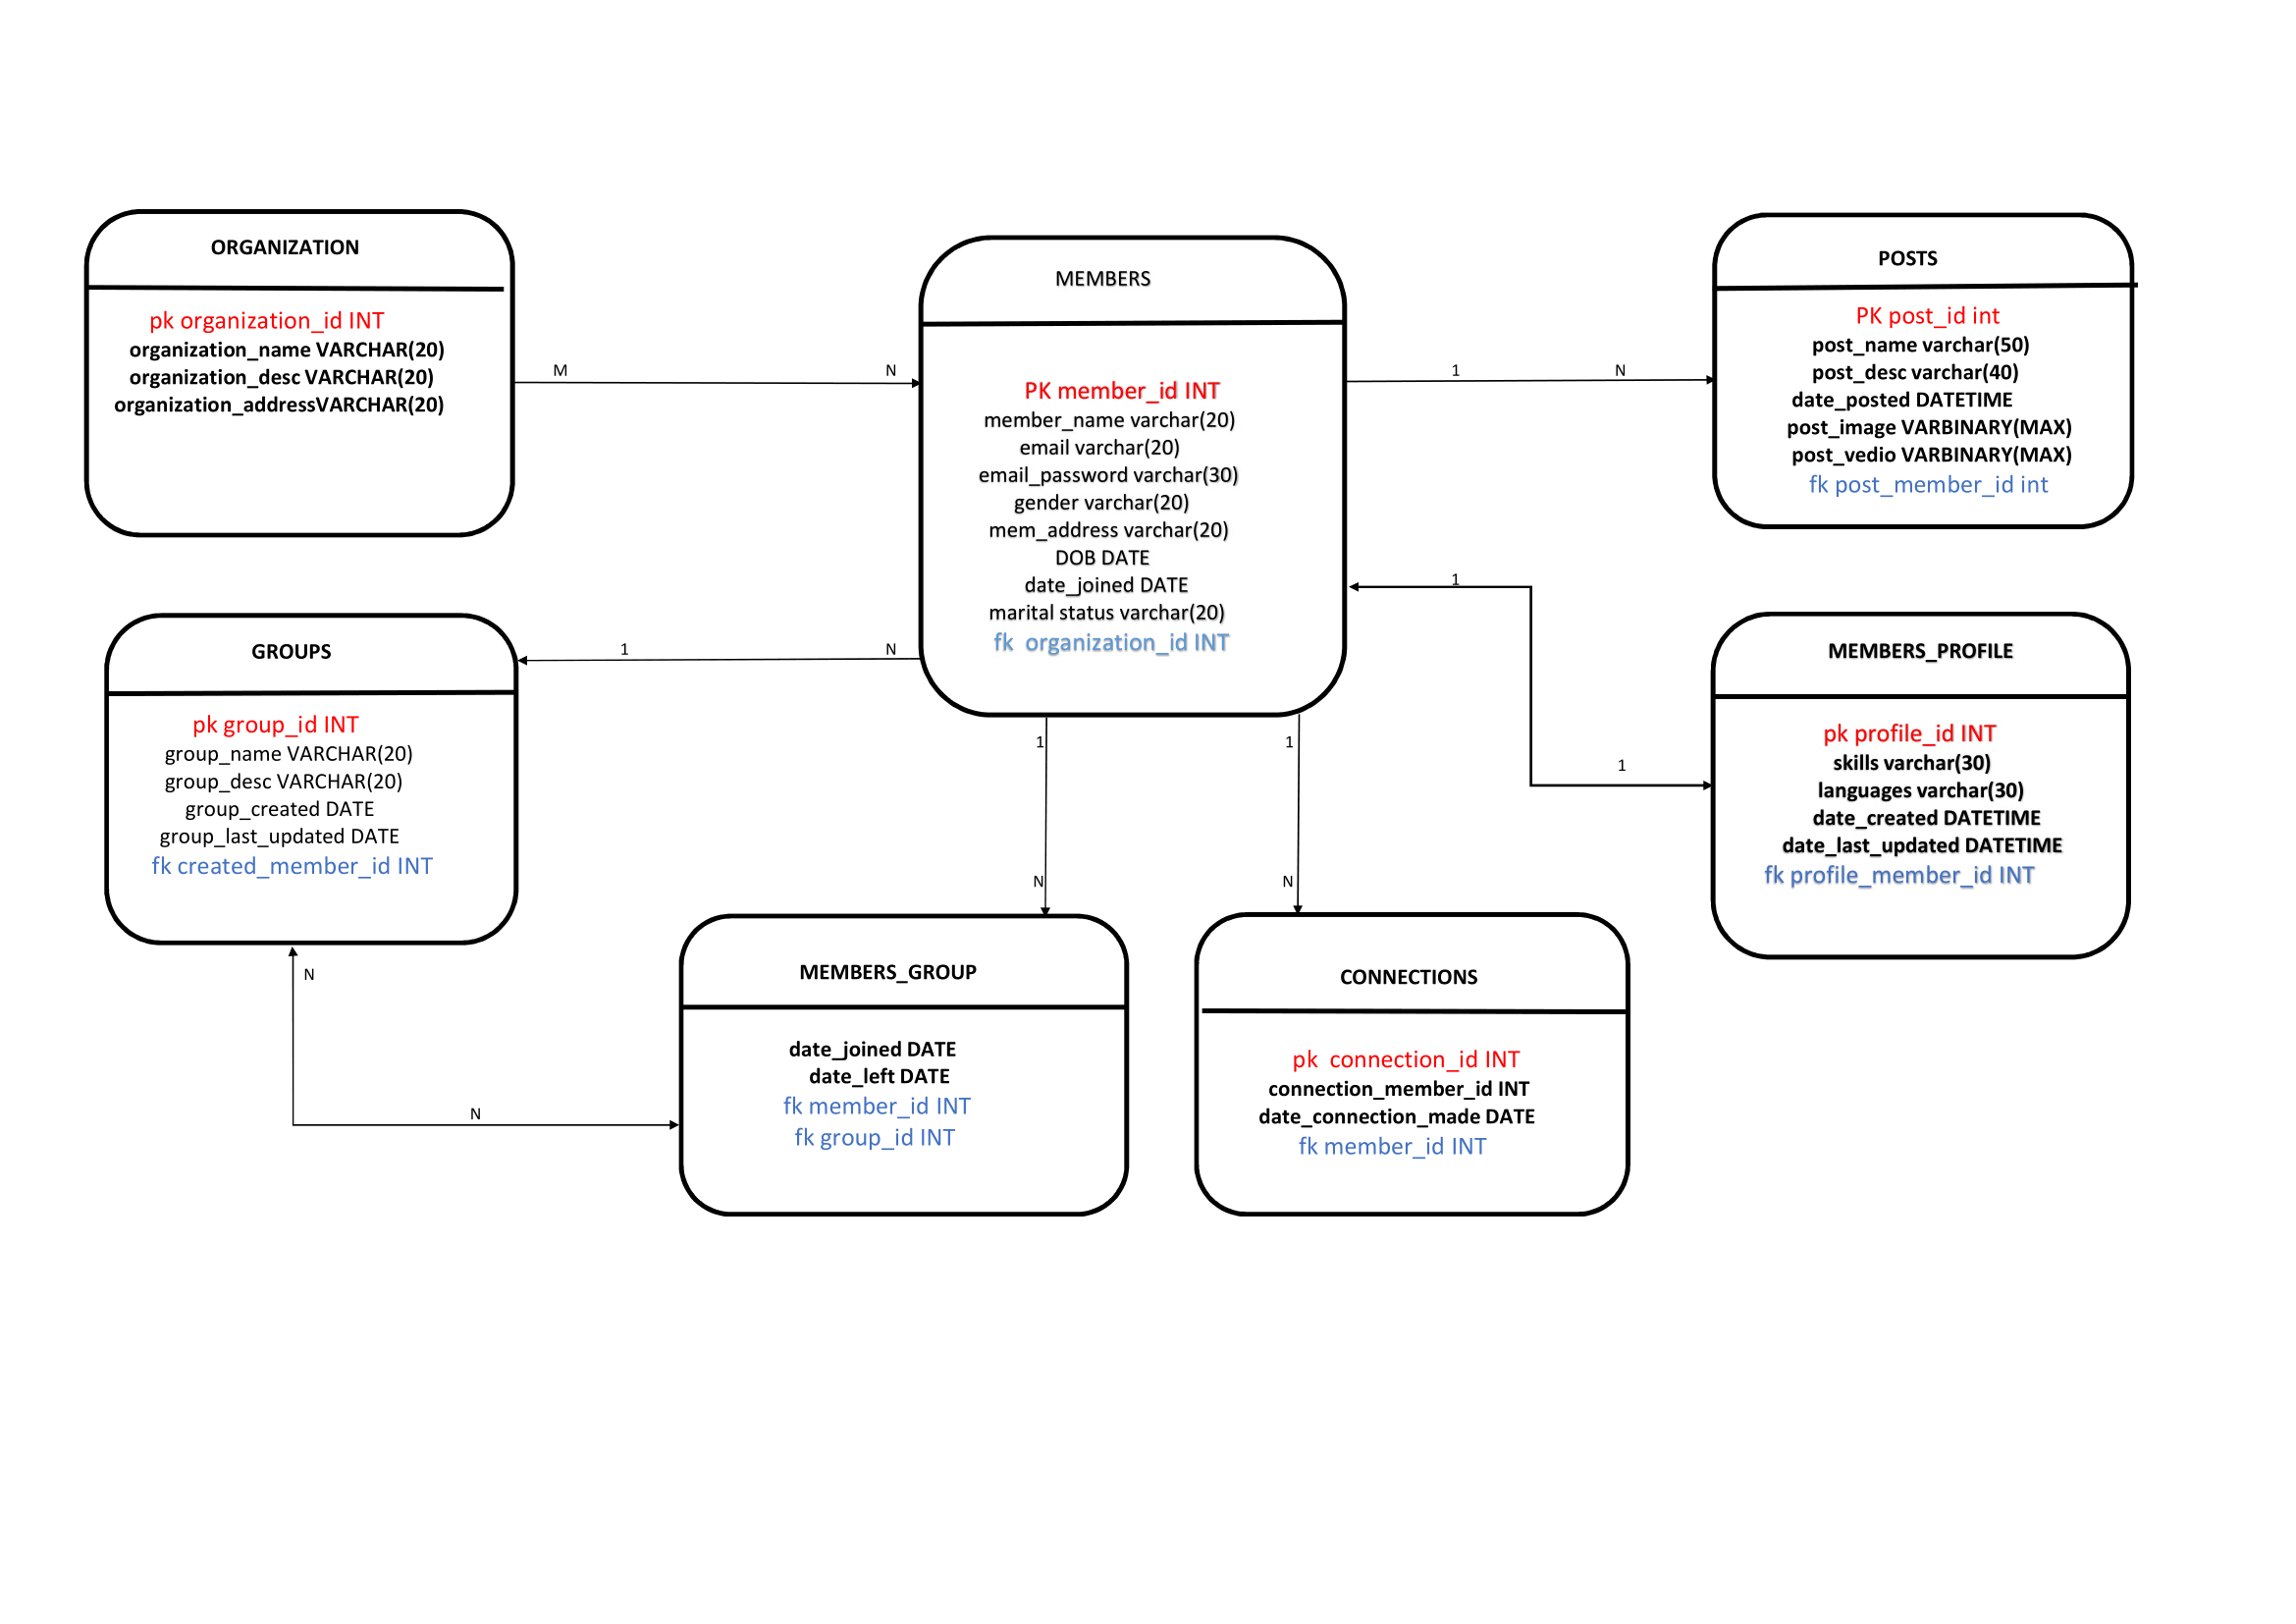 ORGANIZATION
pk organization_id INT
organization_name VARCHAR(20)
organization_desc VARCHAR(20)
organization_addressVARCHAR(20)
M
N
MEMBERS
PK member_id INT
member_name varchar(20)
email varchar(20)
email_password varchar(30)
gender varchar(20)
mem_address varchar(20)
DOB DATE
date_joined DATE
marital status varchar(20)
fk  organization_id INT
1
N
POSTS
PK post_id int
post_name varchar(50)
post_desc varchar(40)
date_posted DATETIME
post_image VARBINARY(MAX)
post_vedio VARBINARY(MAX)
fk post_member_id int
1
1
MEMBERS_PROFILE
pk profile_id INT
skills varchar(30)
languages varchar(30)
date_created DATETIME
date_last_updated DATETIME
fk profile_member_id INT
1
N
GROUPS
pk group_id INT
group_name VARCHAR(20)
group_desc VARCHAR(20)
group_created DATE
group_last_updated DATE
fk created_member_id INT
N
N
1
N
MEMBERS_GROUP
date_joined DATE
date_left DATE
fk member_id INT
fk group_id INT
1
N
CONNECTIONS
pk  connection_id INT
connection_member_id INT
date_connection_made DATE
fk member_id INT